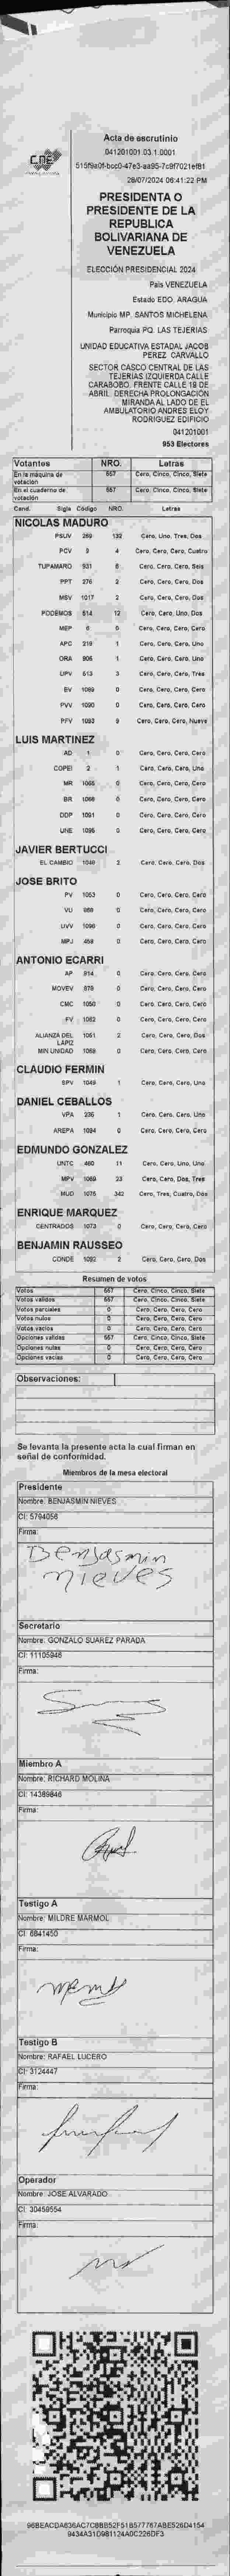 CNE
Acta de escrutinio
041201001.03.1.0001
515f9a0f-bcc0-47e3-aa95-7c9f7021ef81
28/07/2024 06:41:22 PM
PRESIDENTA O
PRESIDENTE DE LA
REPUBLICA
BOLIVARIANA DE
VENEZUELA
ELECCIÓN PRESIDENCIAL 2024
Pais VENEZUELA
Estado EDO. ARAGUA
Municipio MP. SANTOS MICHELENA
Parroquia PQ. LAS TEJERIAS
UNIDAD EDUCATIVA ESTADAL JACOB
PEREZ CARVALLO
SECTOR CASCO CENTRAL DE LAS
TEJERIAS IZQUIERDA CALLE
CARABOBO. FRENTE CALLE 19 DE
ABRIL. DERECHA PROLONGACIÓN
MIRANDA AL LADO DE EL
AMBULATORIO ANDRES ELOY
RODRIGUEZ EDIFICIO
041201001
953 Electores
Votantes NRO. Letras
En la máquina de votación 557 Cero, Cinco, Cinco, Siete
En el cuaderno de votación 557 Cero, Cinco, Cinco, Siete
Cand. Sigla Código NRO. Letras
NICOLAS MADURO
PSUV 269 132 Cero, Uno, Tres, Dos
PCV 3 4 Cero, Cero, Cero, Cuatro
TUPAMARO 931 6 Cero, Cero, Cero, Seis
PPT 276 2 Cero, Cero, Cero, Dos
MSV 1017 2 Cero, Cero, Cero, Dos
PODEMOS 614 12 Cero, Cero, Uno, Dos
MEP 6 0 Cero, Cero, Cero, Cero
APC 219 1 Cero, Cero, Cero, Uno
ORA 906 1 Cero, Cero, Cero, Uno
UPV 613 3 Cero, Cero, Cero, Tres
EV 1089 0 Cero, Cero, Cero, Cero
PVV 1090 0 Cero, Cero, Cero, Cero
PFV 1093 9 Cero, Cero, Cero, Nueve
LUIS MARTINEZ
AD 1 0 Cero, Cero, Cero, Cero
COPEI 2 1 Cero, Cero, Cero, Uno
MR 1065 0 Cero, Cero, Cero, Cero
BR 1066 0 Cero, Cero, Cero, Cero
DDP 1091 0 Cero, Cero, Cero, Cero
UNE 1095 0 Cero, Cero, Cero, Cero
JAVIER BERTUCCI
EL CAMBIO 1040 2 Cero, Cero, Cero, Dos
JOSE BRITO
PV 1053 0 Cero, Cero, Cero, Cero
VU 968 0 Cero, Cero, Cero, Cero
UVV 1096 0 Cero, Cero, Cero, Cero
MPJ 458 0 Cero, Cero, Cero, Cero
ANTONIO ECARRI
AP 914 0 Cero, Cero, Cero, Cero
MOVEV 979 0 Cero, Cero, Cero, Cero
CMC 1050 0 Cero, Cero, Cero, Cero
FV 1082 0 Cero, Cero, Cero, Cero
ALIANZA DEL LAPIZ 1051 2 Cero, Cero, Cero, Dos
MIN UNIDAD 1068 0 Cero, Cero, Cero, Cero
CLAUDIO FERMIN
SPV 1049 1 Cero, Cero, Cero, Uno
DANIEL CEBALLOS
VPA 236 1 Cero, Cero, Cero, Uno
AREPA 1094 0 Cero, Cero, Cero, Cero
EDMUNDO GONZALEZ
UNTC 460 11 Cero, Cero, Uno, Uno
MPV 1069 23 Cero, Cero, Dos, Tres
MUD 1075 342 Cero, Tres, Cuatro, Dos
ENRIQUE MARQUEZ
CENTRADOS 1073 0 Cero, Cero, Cero, Cero
BENJAMIN RAUSSEO
CONDE 1092 2 Cero, Cero, Cero, Dos
Resumen de votos
Votos 557 Cero, Cinco, Cinco, Siete
Votos validos 557 Cero, Cinco, Cinco, Siete
Votos parciales 0 Cero, Cero, Cero, Cero
Votos nulos 0 Cero, Cero, Cero, Cero
Votos vacios 0 Cero, Cero, Cero, Cero
Opciones validas 557 Cero, Cinco, Cinco, Siete
Opciones nulas 0 Cero, Cero, Cero, Cero
Opciones vacias 0 Cero, Cero, Cero, Cero
Observaciones:
Se levanta la presente acta la cual firman en
señal de conformidad.
Miembros de la mesa electoral
Presidente
Nombre: BENJASMIN NIEVES
CI: 5794056
Firma:
Benjasmin
nieves
Secretario
Nombre: GONZALO SUAREZ PARADA
CI: 11105946
Firma:
Miembro A
Nombre: RICHARD MOLINA
CI: 14389846
Firma:
Testigo A
Nombre: MILDRE MARMOL
CI: 6841450
Firma:
Testigo B
Nombre: RAFAEL LUCERO
CI: 3124447
Firma:
Operador
Nombre: JOSE ALVARADO
CI: 30459554
Firma: